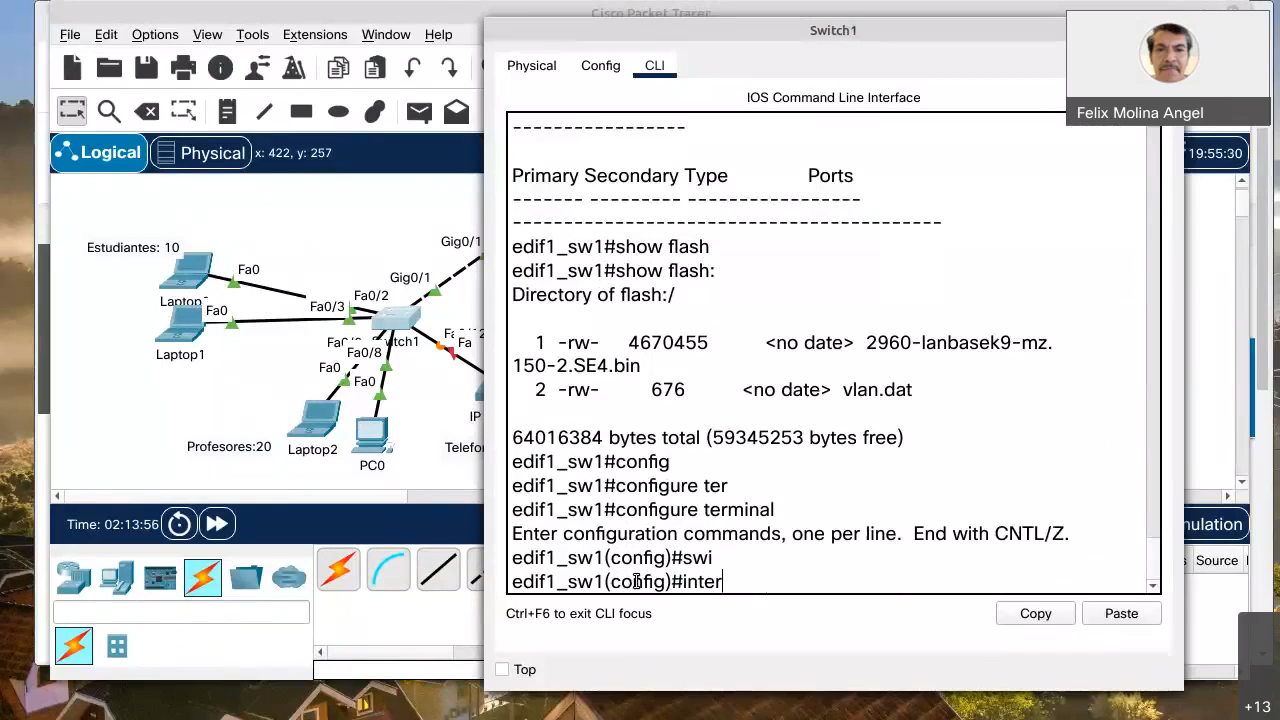 Cisco Packet Tracer
File Edit Options View Tools Extensions Window Help
Logical Physical x: 422, y: 257
19:55:30
Estudiantes: 10
Gig0/1
Fa0
Gig0/1
Fa0/2
Laptop
Fa0/3
Fa0
Laptop1
Fa0/8
Fa0
Fa0
Laptop2
Profesores:20
PC0
IP
Telefo
Time: 02:13:56
Source
Switch1
Physical Config CLI
IOS Command Line Interface
-----------------
Primary Secondary Type Ports
------- --------- -----------------
------------------------------------------
edif1_sw1#show flash
edif1_sw1#show flash:
Directory of flash:/
1 -rw- 4670455 <no date> 2960-lanbasek9-mz.
150-2.SE4.bin
2 -rw- 676 <no date> vlan.dat
64016384 bytes total (59345253 bytes free)
edif1_sw1#config
edif1_sw1#configure ter
edif1_sw1#configure terminal
Enter configuration commands, one per line. End with CNTL/Z.
edif1_sw1(config)#swi
edif1_sw1(config)#inter
Ctrl+F6 to exit CLI focus
Copy
Paste
Top
Felix Molina Angel
+13